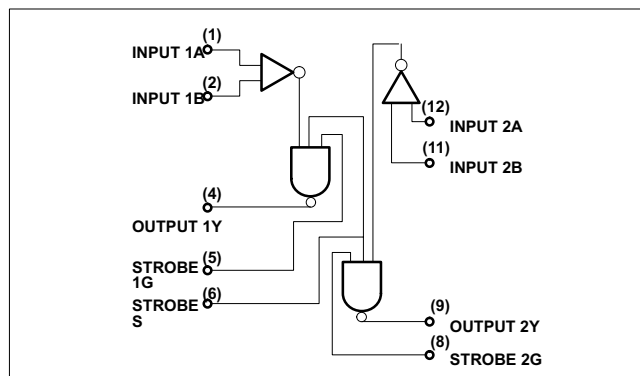 (1)
INPUT 1A
(2)
INPUT 1B
(4)
OUTPUT 1Y
(5)
STROBE
1G
(6)
STROBE
S
(12)
INPUT 2A
(11)
INPUT 2B
(9)
OUTPUT 2Y
(8)
STROBE 2G